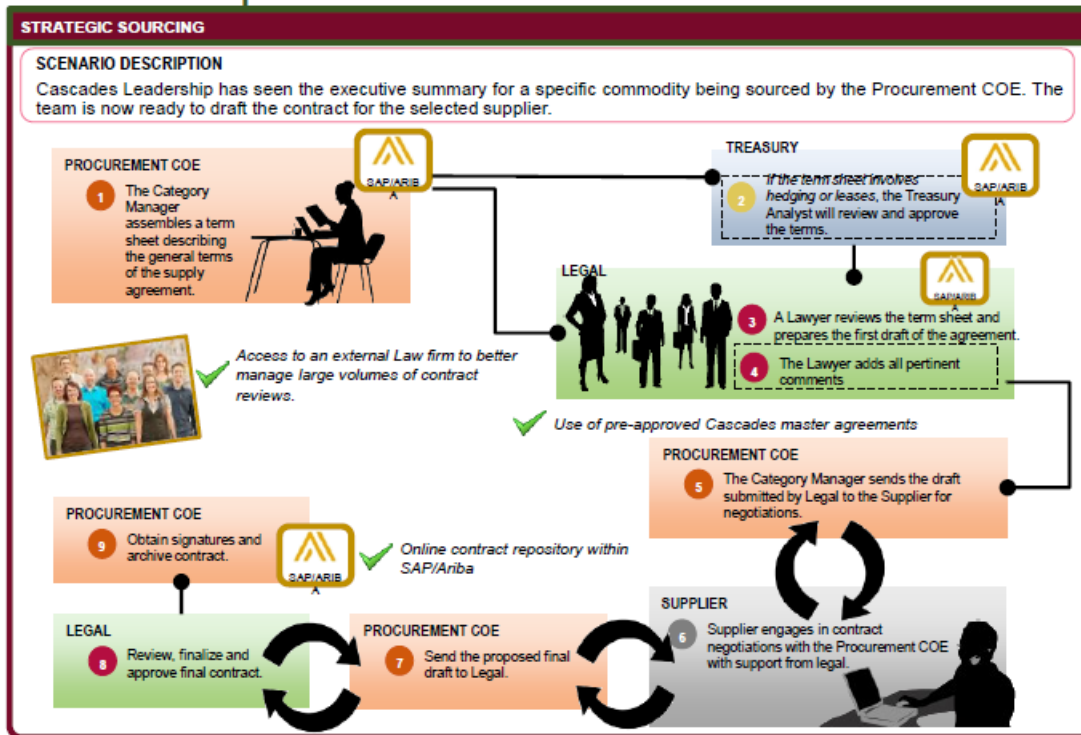 STRATEGIC SOURCING
SCENARIO DESCRIPTION
Cascades Leadership has seen the executive summary for a specific commodity being sourced by the Procurement COE. The
team is now ready to draft the contract for the selected supplier.
PROCUREMENT COE
1
The Category
Manager
assembles a term
sheet describing
the general terms
of the supply
agreement.
SAP/ARIB
A
TREASURY
2
If the term sheet involves
hedging or leases, the Treasury
Analyst will review and approve
the terms.
SAP/ARIB
A
LEGAL
SAP/ARIB
A
3
A Lawyer reviews the term sheet and
prepares the first draft of the agreement.
4
The Lawyer adds all pertinent
comments
Access to an external Law firm to better
manage large volumes of contract
reviews.
Use of pre-approved Cascades master agreements
PROCUREMENT COE
5
The Category Manager sends the draft
submitted by Legal to the Supplier for
negotiations.
PROCUREMENT COE
9
Obtain signatures and
archive contract.
SAP/ARIB
A
Online contract repository within
SAP/Ariba
SUPPLIER
6
Supplier engages in contract
negotiations with the Procurement COE
with support from legal.
LEGAL
8
Review, finalize and
approve final contract.
PROCUREMENT COE
7
Send the proposed final
draft to Legal.